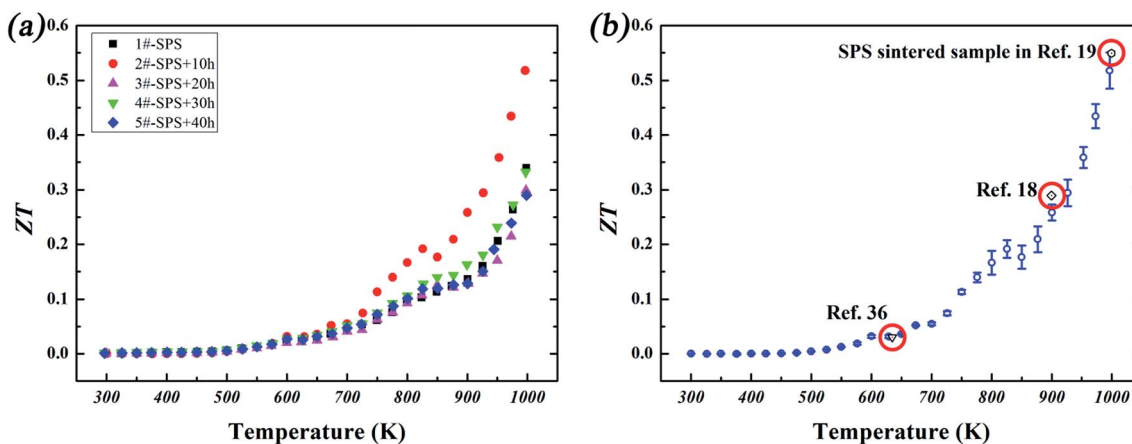 (a)
0.6
0.5
0.4
0.3
0.2
0.1
0.0
ZT
1#-SPS
2#-SPS+10h
3#-SPS+20h
4#-SPS+30h
5#-SPS+40h
300 400 500 600 700 800 900 1000
Temperature (K)
(b)
0.6
0.5
0.4
0.3
0.2
0.1
0.0
ZT
SPS sintered sample in Ref. 19
Ref. 18
Ref. 36
300 400 500 600 700 800 900 1000
Temperature (K)